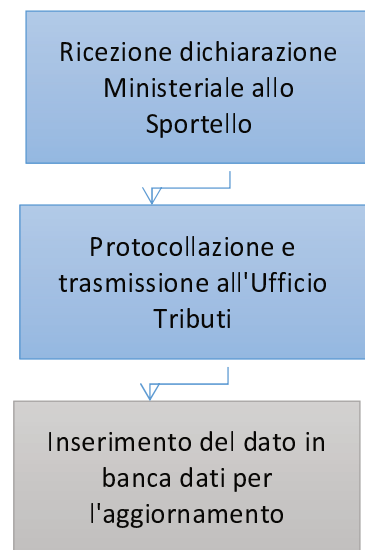 Ricezione dichiarazione
Ministeriale allo
Sportello
Protocollazione e
trasmissione all'Ufficio
Tributi
Inserimento del dato in
banca dati per
l'aggiornamento